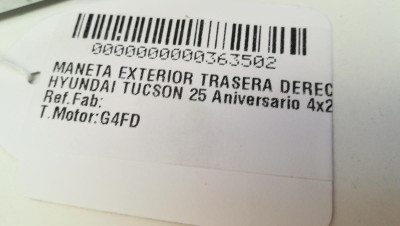 0000000000363502
MANETA EXTERIOR TRASERA DEREC
HYUNDAI TUCSON 25 Aniversario 4x2
Ref.Fab:
T.Motor:G4FD